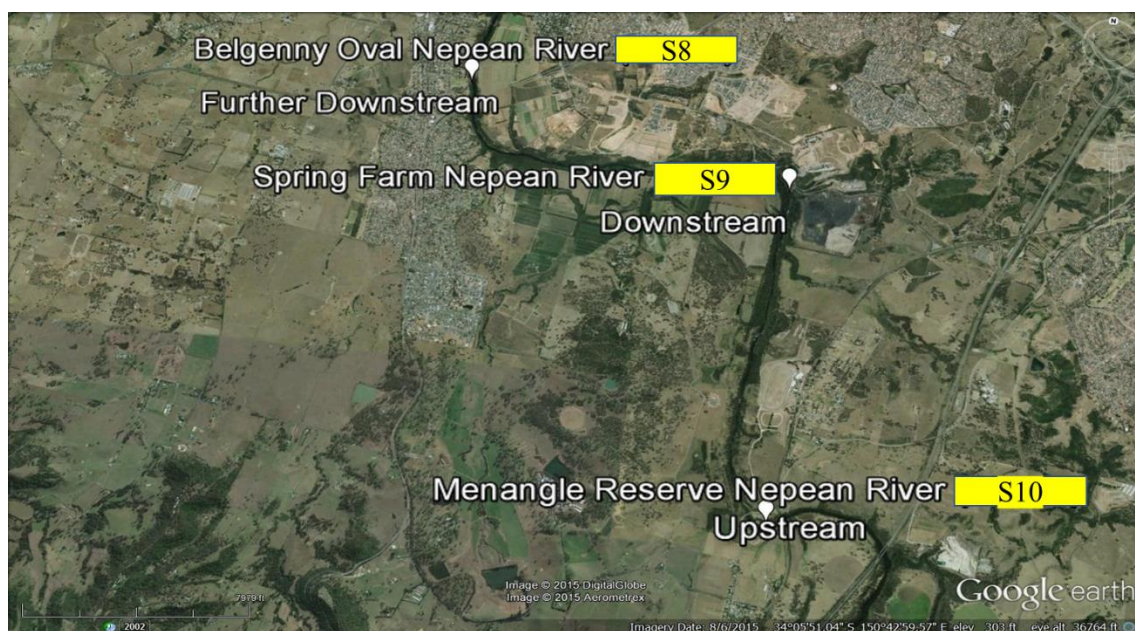 N
Belgenny Oval Nepean River S8
Further Downstream
Spring Farm Nepean River S9
Downstream
Menangle Reserve Nepean River S10
Upstream
Image © 2015 DigitalGlobe
Image © 2015 Aerometrex
Google earth
7979 ft
2002
Imagery Date: 8/6/2015 34°05'51.04" S 150°42'59.57" E elev 303 ft eye alt 36764 ft